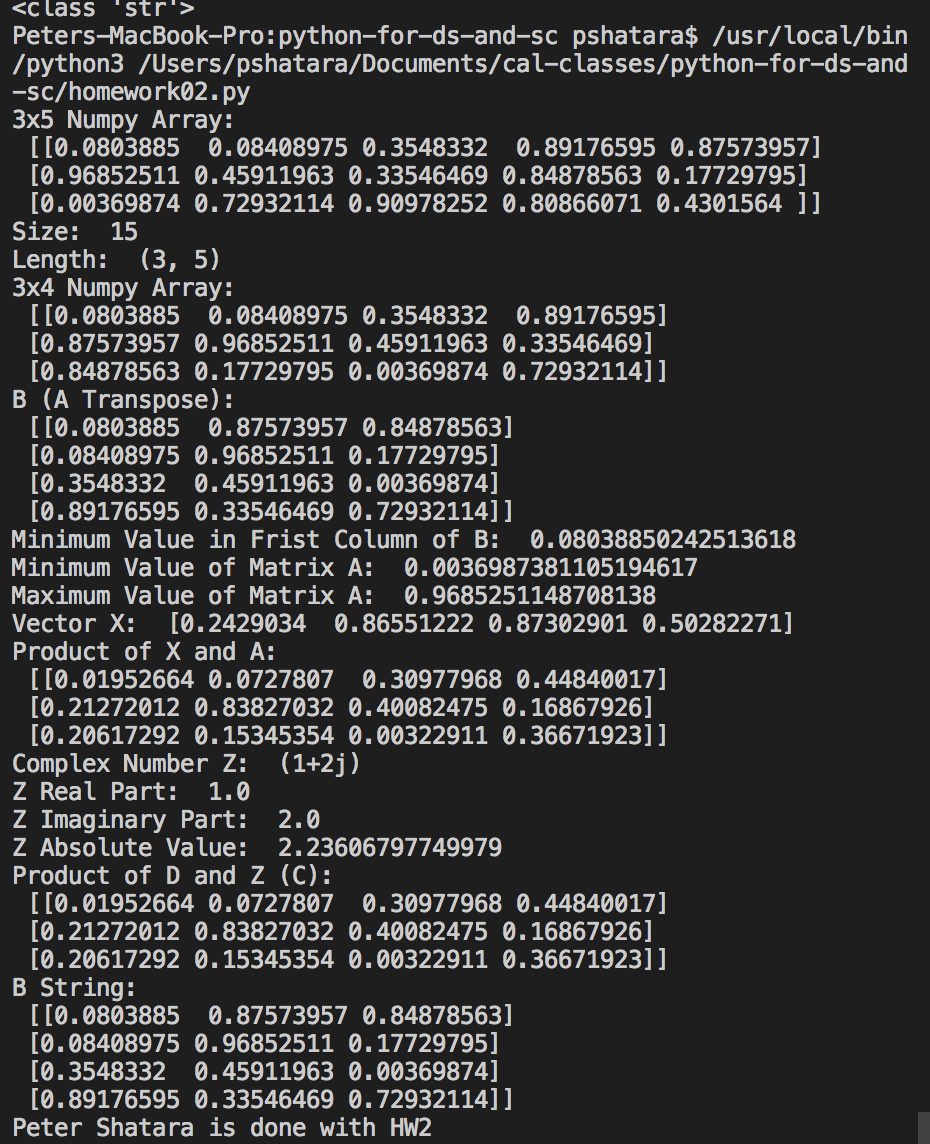 <class 'str'>
Peters-MacBook-Pro:python-for-ds-and-sc pshatara$ /usr/local/bin
/python3 /Users/pshatara/Documents/cal-classes/python-for-ds-and
-sc/homework02.py
3x5 Numpy Array:
 [[0.0803885  0.08408975 0.3548332  0.89176595 0.87573957]
 [0.96852511 0.45911963 0.33546469 0.84878563 0.17729795]
 [0.00369874 0.72932114 0.90978252 0.80866071 0.4301564 ]]
Size:  15
Length:  (3, 5)
3x4 Numpy Array:
 [[0.0803885  0.08408975 0.3548332  0.89176595]
 [0.87573957 0.96852511 0.45911963 0.33546469]
 [0.84878563 0.17729795 0.00369874 0.72932114]]
B (A Transpose):
 [[0.0803885  0.87573957 0.84878563]
 [0.08408975 0.96852511 0.17729795]
 [0.3548332  0.45911963 0.00369874]
 [0.89176595 0.33546469 0.72932114]]
Minimum Value in Frist Column of B:  0.08038850242513618
Minimum Value of Matrix A:  0.0036987381105194617
Maximum Value of Matrix A:  0.9685251148708138
Vector X:  [0.2429034  0.86551222 0.87302901 0.50282271]
Product of X and A:
 [[0.01952664 0.0727807  0.30977968 0.44840017]
 [0.21272012 0.83827032 0.40082475 0.16867926]
 [0.20617292 0.15345354 0.00322911 0.36671923]]
Complex Number Z:  (1+2j)
Z Real Part:  1.0
Z Imaginary Part:  2.0
Z Absolute Value:  2.23606797749979
Product of D and Z (C):
 [[0.01952664 0.0727807  0.30977968 0.44840017]
 [0.21272012 0.83827032 0.40082475 0.16867926]
 [0.20617292 0.15345354 0.00322911 0.36671923]]
B String:
 [[0.0803885  0.87573957 0.84878563]
 [0.08408975 0.96852511 0.17729795]
 [0.3548332  0.45911963 0.00369874]
 [0.89176595 0.33546469 0.72932114]]
Peter Shatara is done with HW2